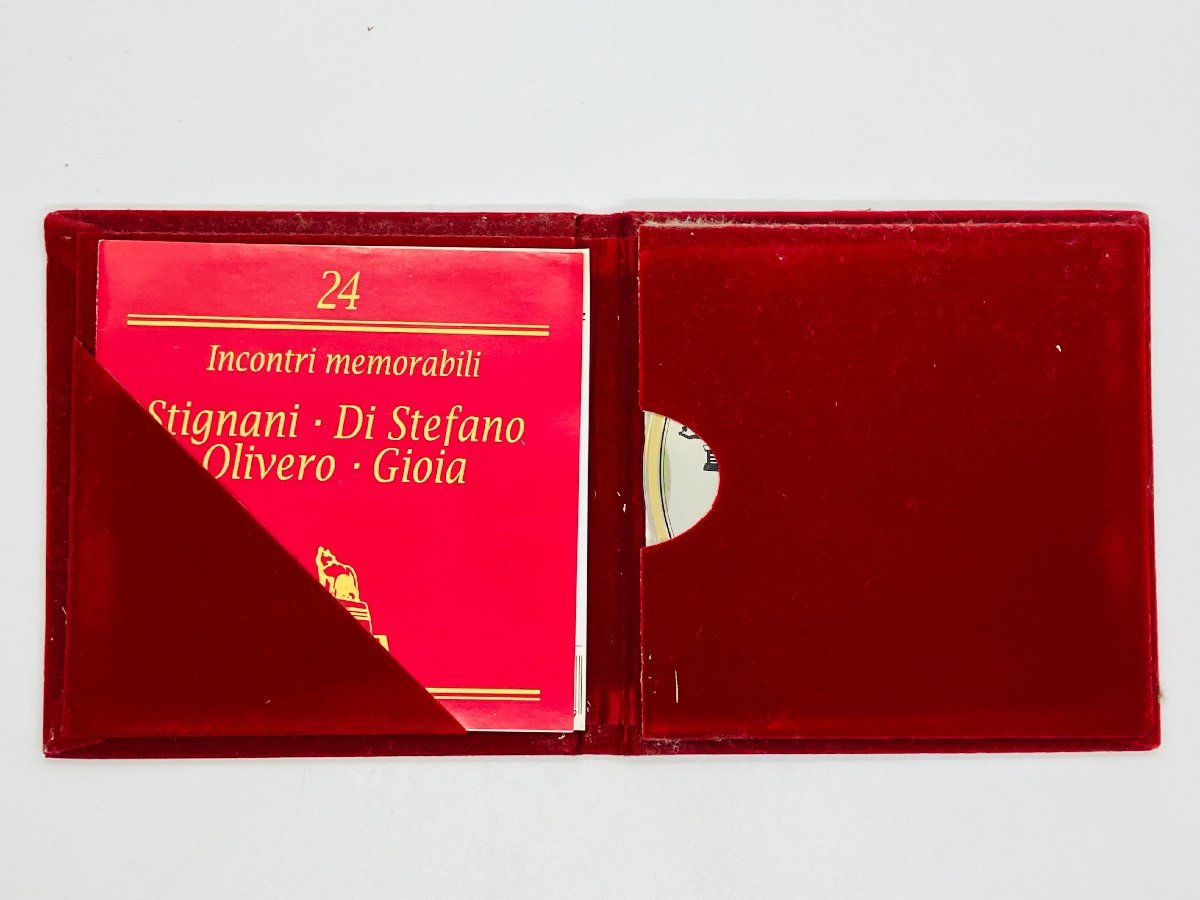 24
Incontri memorabili
Stignani · Di Stefano
Olivero · Gioia